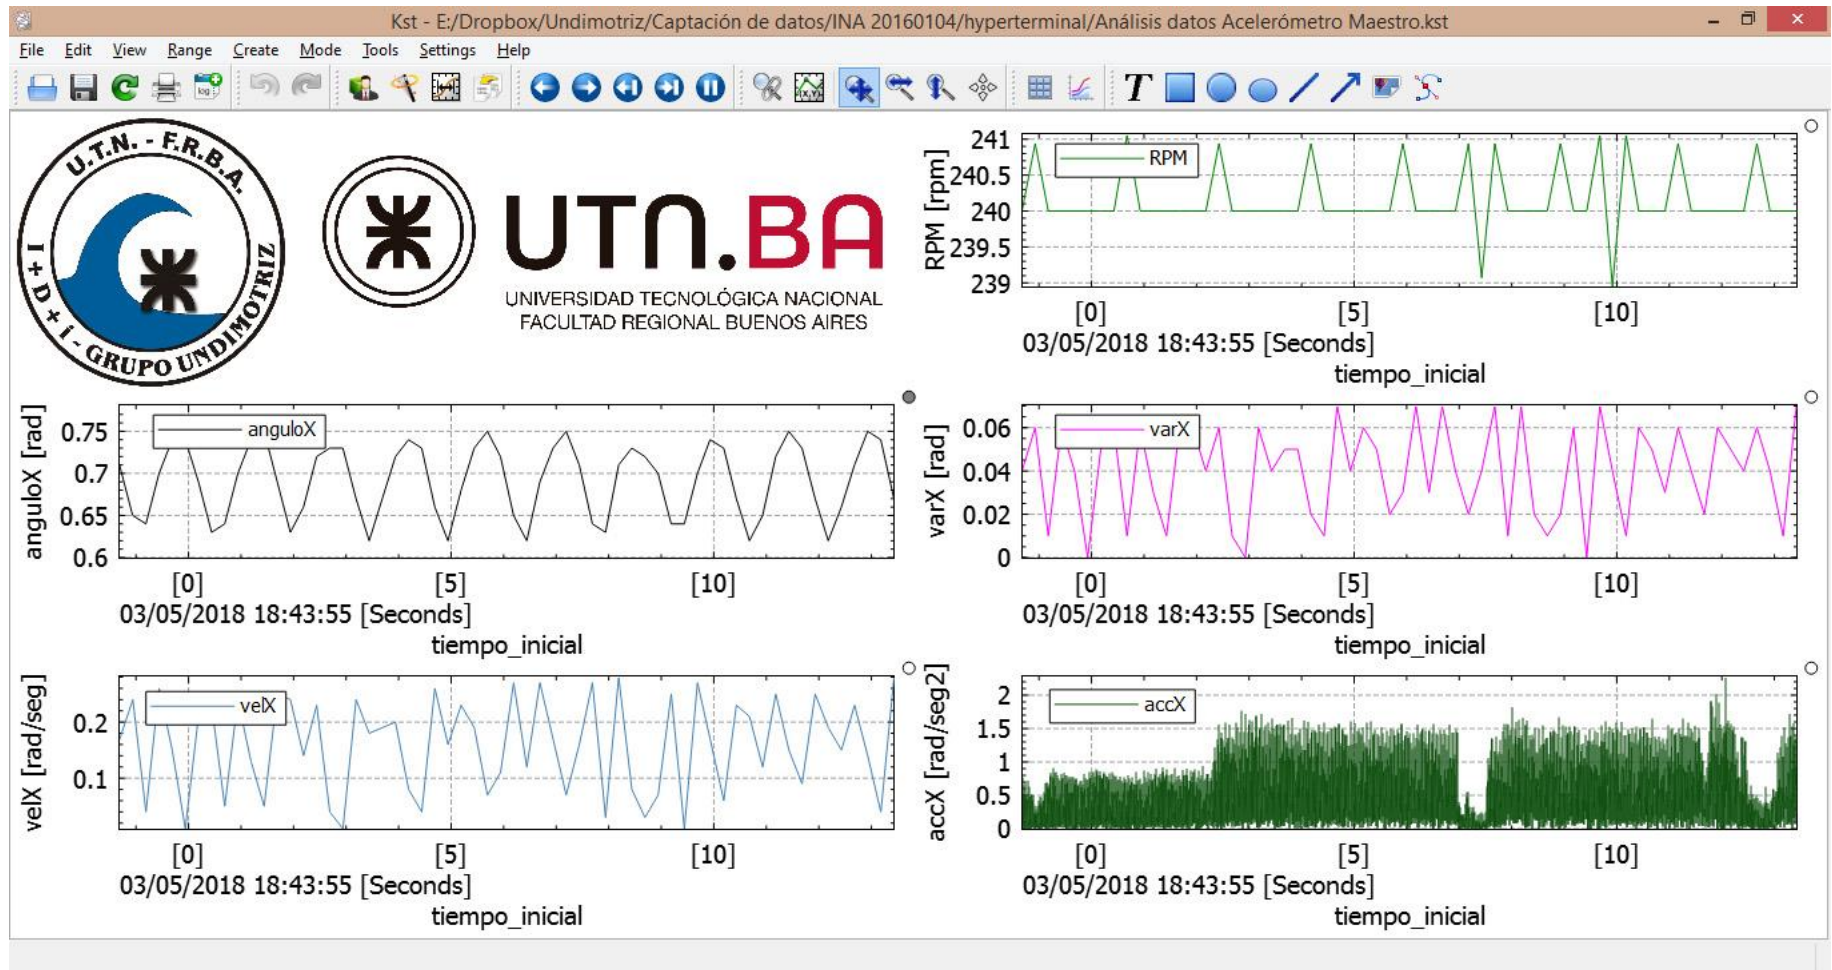 Kst - E:/Dropbox/Undimotriz/Captación de datos/INA 20160104/hyperterminal/Análisis datos Acelerómetro Maestro.kst
File Edit View Range Create Mode Tools Settings Help
log
(X,Y)
T
U.T.N. - F.R.B.A.
I + D + i - GRUPO UNDIMOTRIZ
UTN.BA
UNIVERSIDAD TECNOLÓGICA NACIONAL
FACULTAD REGIONAL BUENOS AIRES
RPM [rpm]
241
240.5
240
239.5
239
RPM
[0] [5] [10]
03/05/2018 18:43:55 [Seconds]
tiempo_inicial
anguloX [rad]
0.75
0.7
0.65
0.6
anguloX
[0] [5] [10]
03/05/2018 18:43:55 [Seconds]
tiempo_inicial
varX [rad]
0.06
0.04
0.02
0
varX
[0] [5] [10]
03/05/2018 18:43:55 [Seconds]
tiempo_inicial
velX [rad/seg]
0.2
0.1
velX
[0] [5] [10]
03/05/2018 18:43:55 [Seconds]
tiempo_inicial
accX [rad/seg2]
2
1.5
1
0.5
0
accX
[0] [5] [10]
03/05/2018 18:43:55 [Seconds]
tiempo_inicial